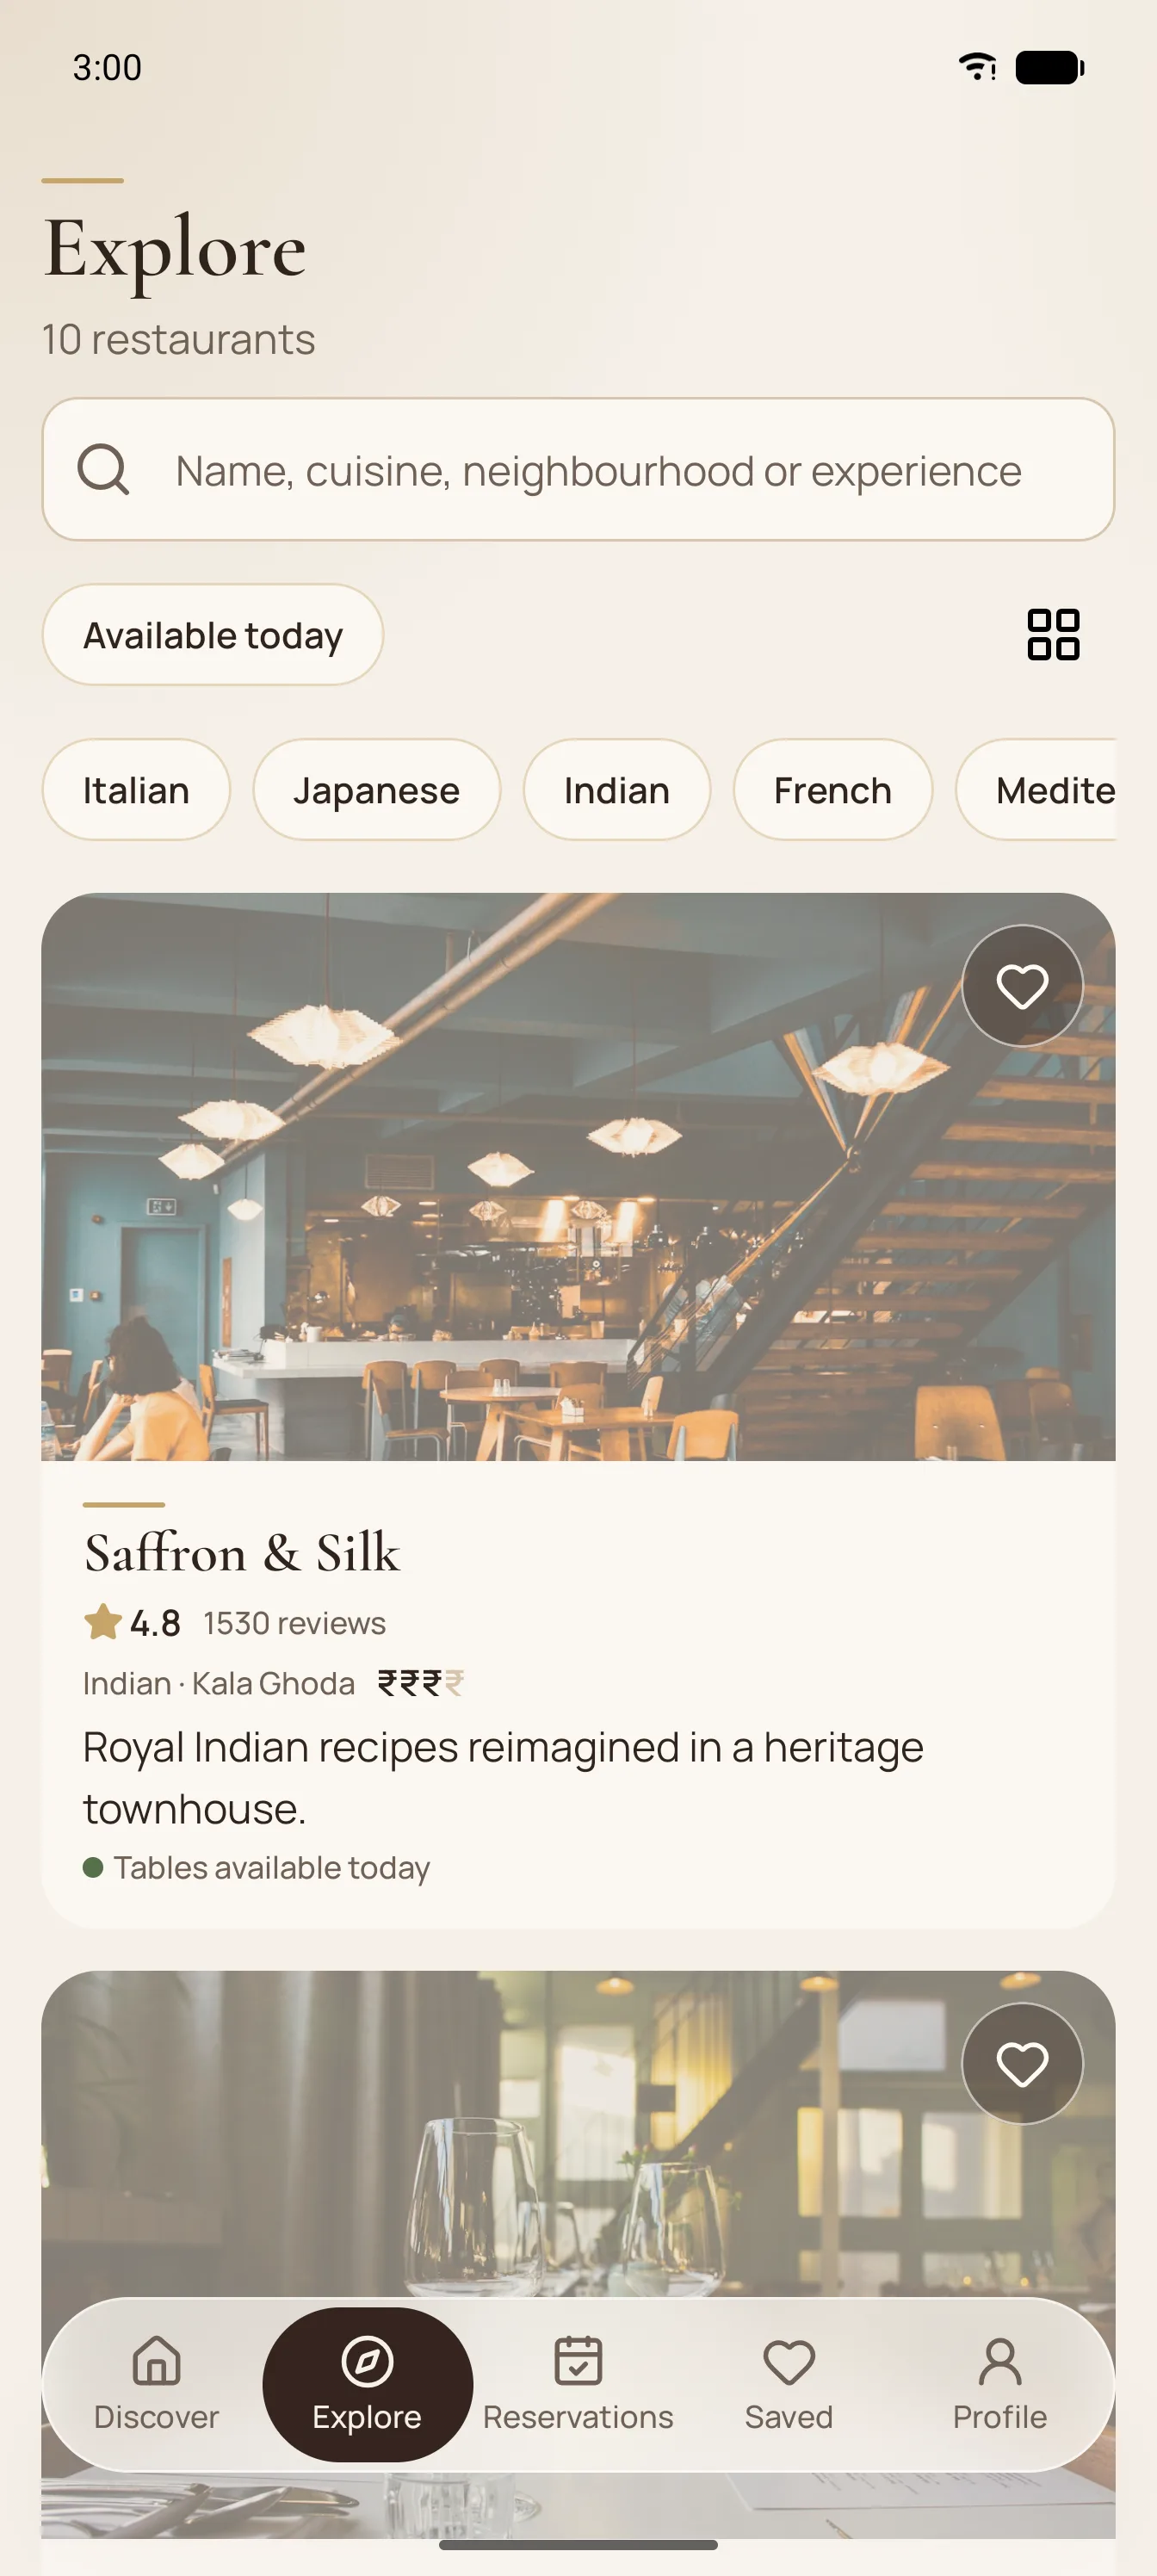 3:00
Explore
10 restaurants
Name, cuisine, neighbourhood or experience
Available today
Italian
Japanese
Indian
French
Medite
Saffron & Silk
4.8 1530 reviews
Indian · Kala Ghoda ₹₹₹₹
Royal Indian recipes reimagined in a heritage
townhouse.
Tables available today
Discover
Explore
Reservations
Saved
Profile